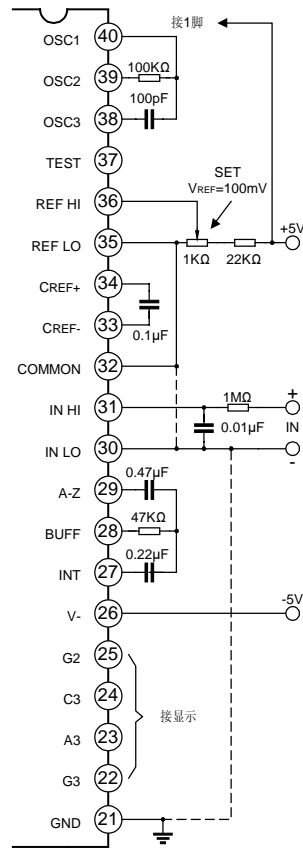 接1脚
OSC1 40
OSC2 39 100KΩ
100pF
OSC3 38
TEST 37
SET
VREF=100mV
REF HI 36
+5V
REF LO 35
1KΩ 22KΩ
CREF+ 34
CREF- 33
0.1μF
COMMON 32
1MΩ +
IN HI 31
0.01μF IN
IN LO 30
-
0.47μF
A-Z 29
47KΩ
BUFF 28
0.22μF
INT 27
-5V
V- 26
G2 25
C3 24
接显示
A3 23
G3 22
GND 21